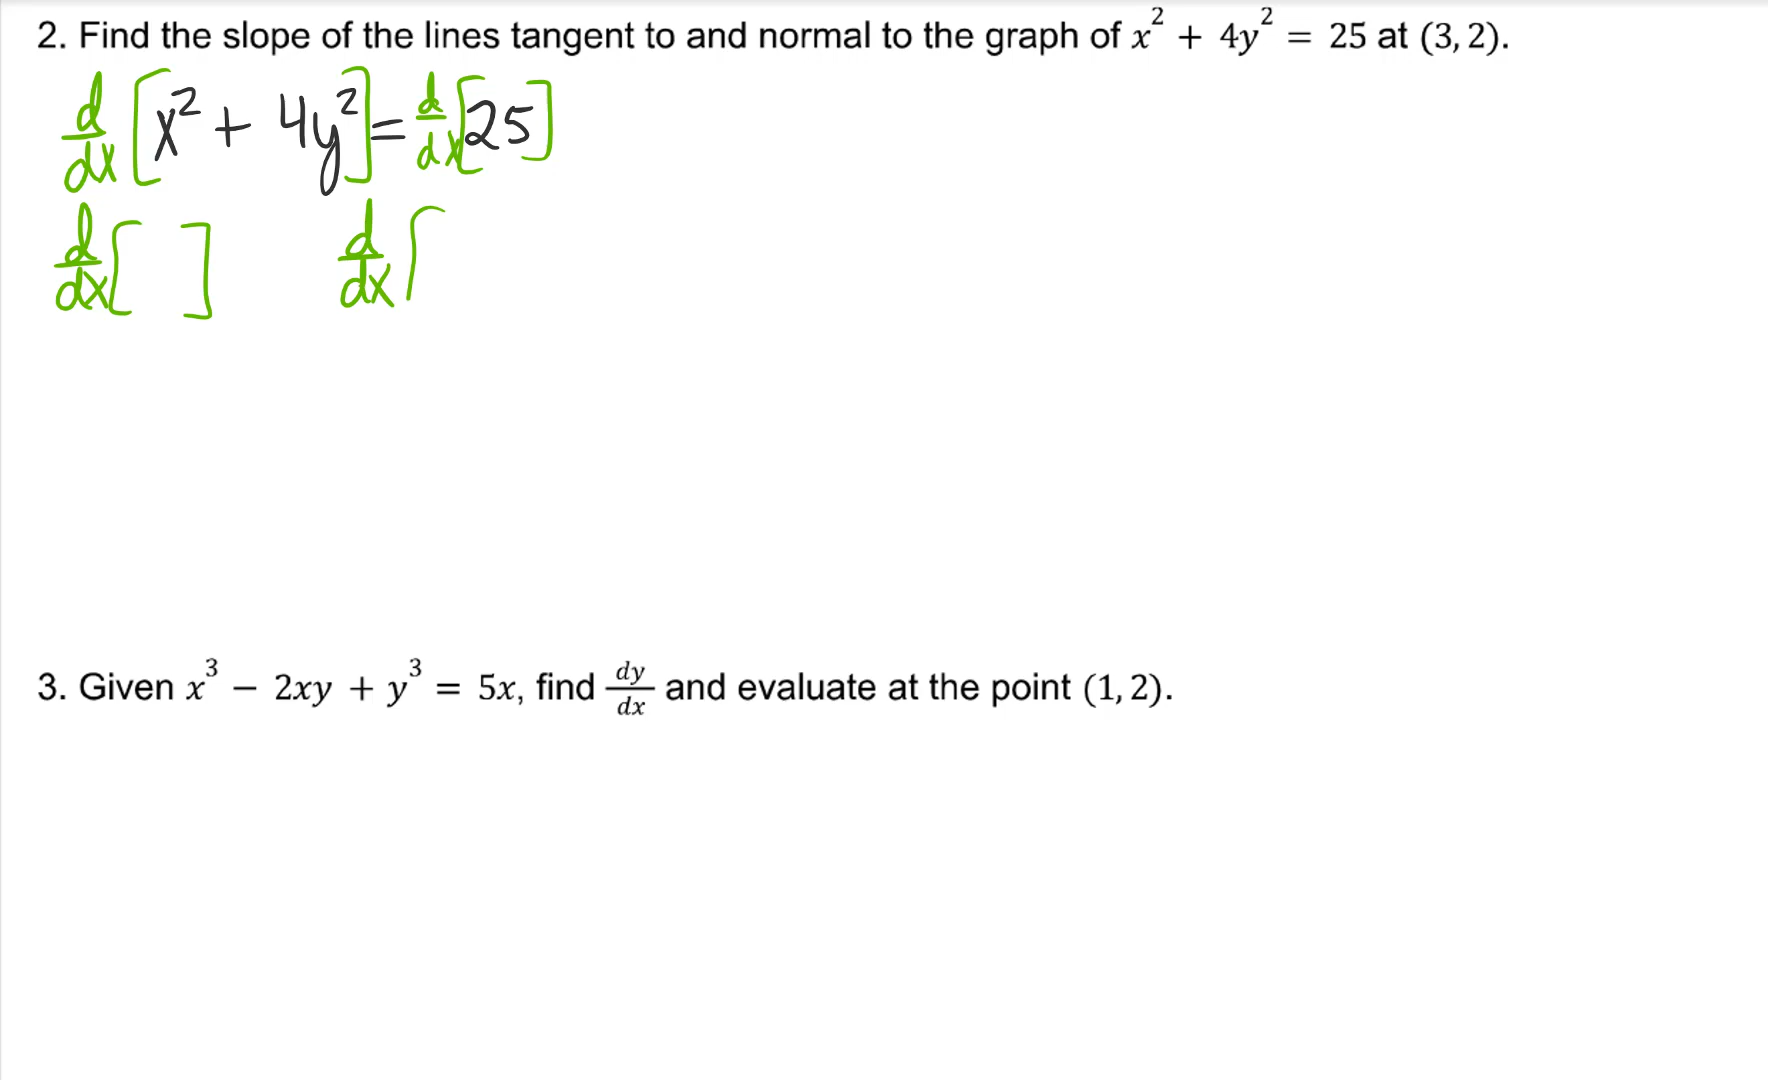 2. Find the slope of the lines tangent to and normal to the graph of x² + 4y² = 25 at (3, 2).
d/dx [x² + 4y²] = d/dx [25]
d/dx [ ] d/dx [
3. Given x³ − 2xy + y³ = 5x, find dy/dx and evaluate at the point (1, 2).